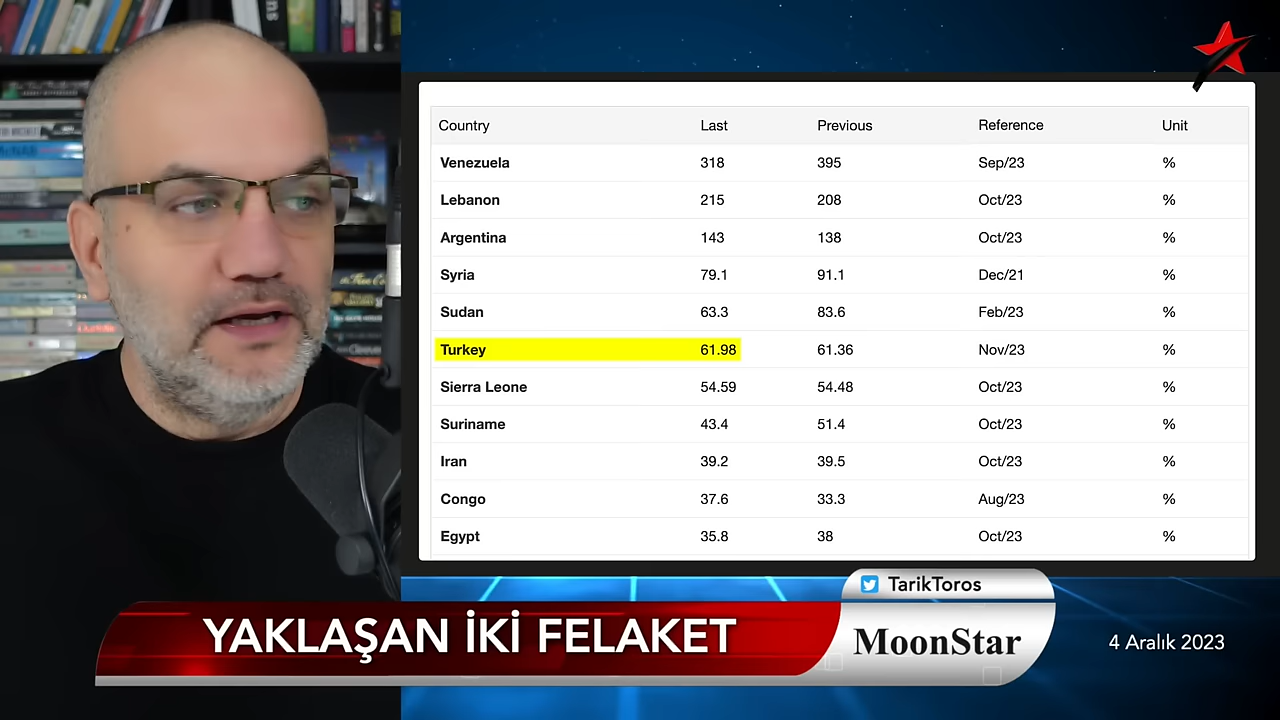 Country Last Previous Reference Unit
Venezuela 318 395 Sep/23 %
Lebanon 215 208 Oct/23 %
Argentina 143 138 Oct/23 %
Syria 79.1 91.1 Dec/21 %
Sudan 63.3 83.6 Feb/23 %
Turkey 61.98 61.36 Nov/23 %
Sierra Leone 54.59 54.48 Oct/23 %
Suriname 43.4 51.4 Oct/23 %
Iran 39.2 39.5 Oct/23 %
Congo 37.6 33.3 Aug/23 %
Egypt 35.8 38 Oct/23 %
TarikToros
YAKLAŞAN İKİ FELAKET
MoonStar
4 Aralık 2023